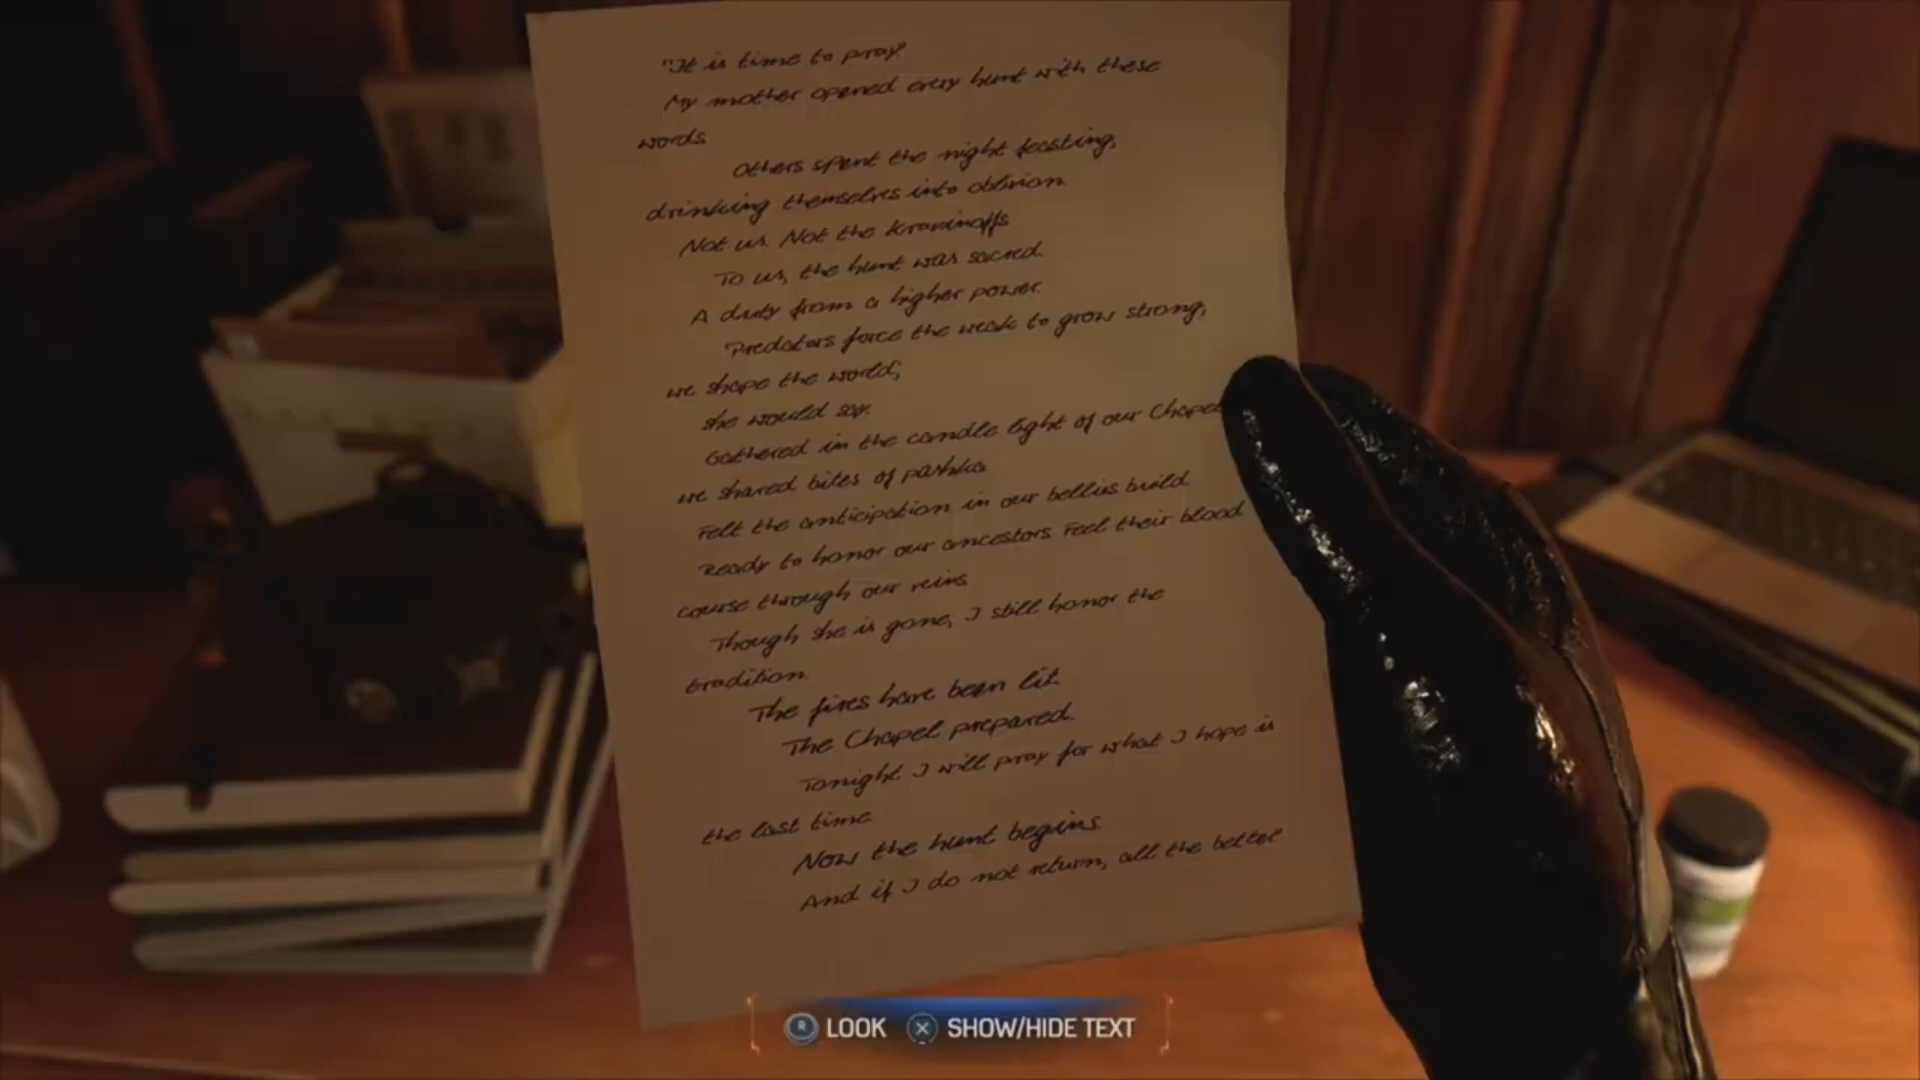 "It is time to pray."
My mother opened every hunt with these
words
Others spent the night feasting,
drinking themselves into oblivion.
Not us. Not the Kravinoffs
To us, the hunt was sacred.
A duty from a higher power.
Predators force the weak to grow strong,
we shape the world,
she would say.
Gathered in the candle light of our Chapel
we shared bites of pashka
Felt the anticipation in our bellies build.
Ready to honor our ancestors. Feel their blood
course through our veins
Though she is gone, I still honor the
tradition.
The fires have been lit.
The Chapel prepared.
Tonight I will pray for what I hope is
the last time.
Now the hunt begins
And if I do not return, all the better
R LOOK X SHOW/HIDE TEXT